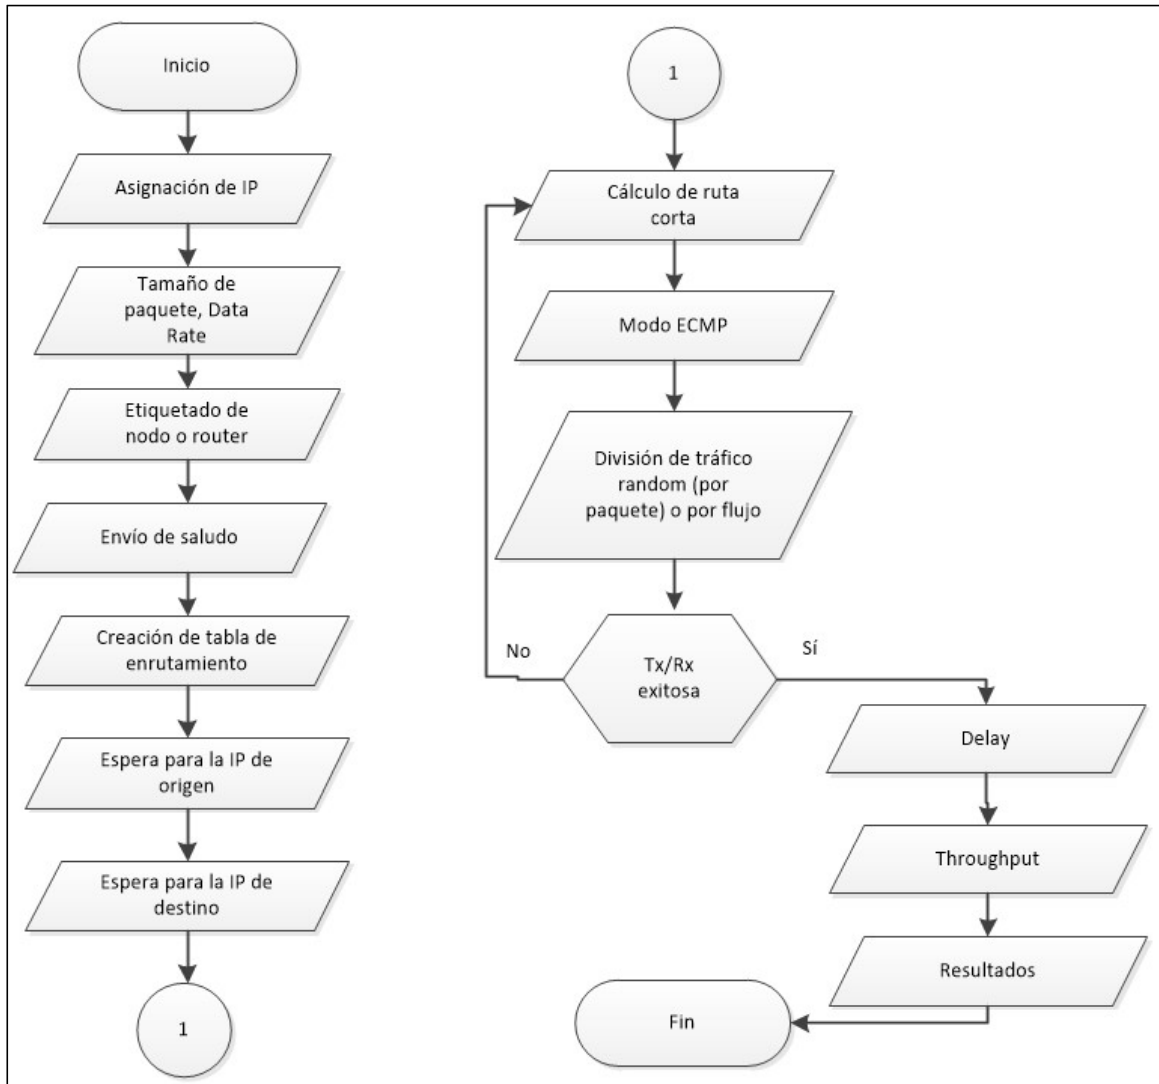 Inicio
Asignación de IP
Tamaño de
paquete, Data
Rate
Etiquetado de
nodo o router
Envío de saludo
Creación de tabla de
enrutamiento
Espera para la IP de
origen
Espera para la IP de
destino
1
1
Cálculo de ruta
corta
Modo ECMP
División de tráfico
random (por
paquete) o por flujo
Tx/Rx
exitosa
No
Sí
Delay
Throughput
Resultados
Fin